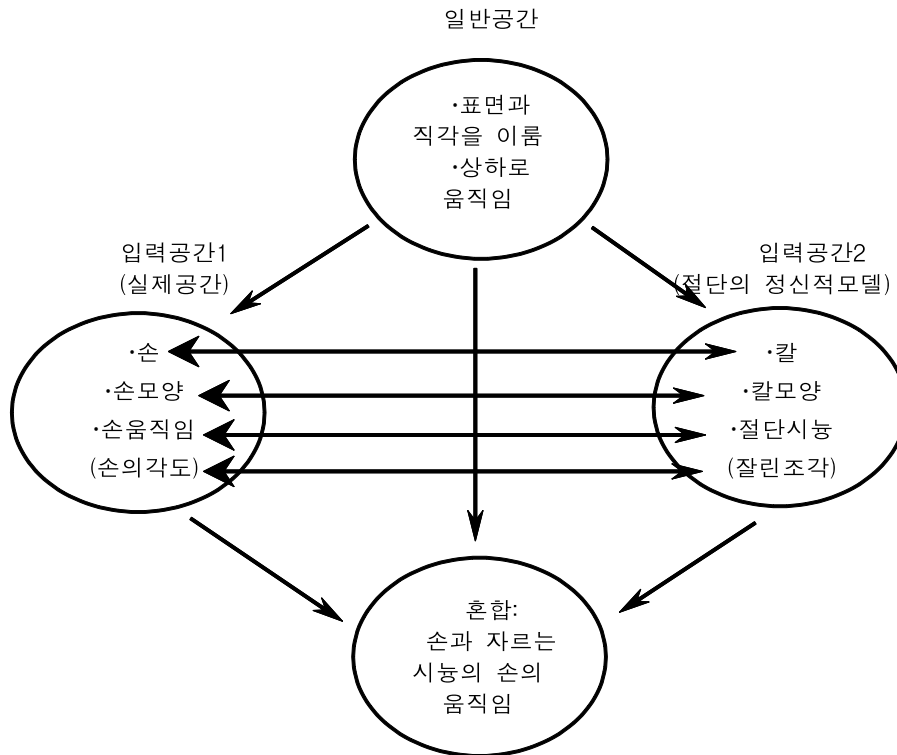 일반공간
·표면과
직각을 이룸
·상하로
움직임
입력공간1
(실제공간)
입력공간2
(절단의 정신적모델)
·손
·손모양
·손움직임
(손의각도)
·칼
·칼모양
·절단시늉
(잘린조각)
혼합:
손과 자르는
시늉의 손의
움직임